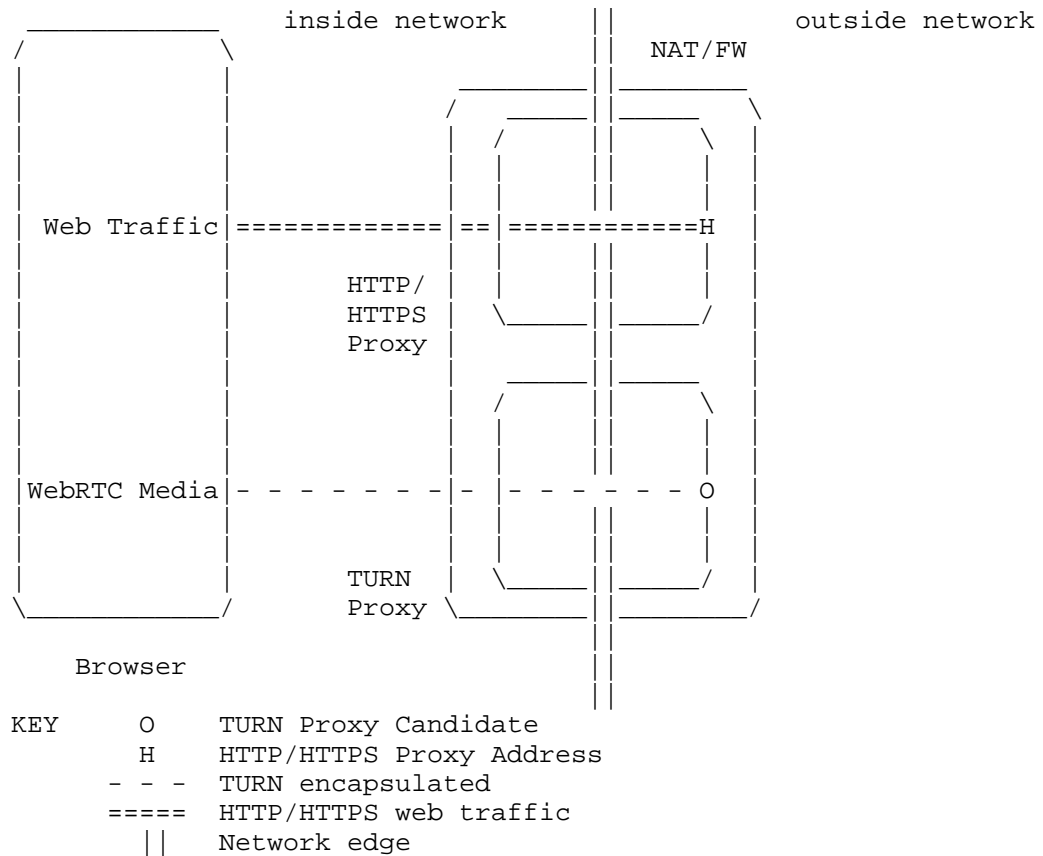 inside network || outside network
NAT/FW
Web Traffic =============|==|============H
HTTP/
HTTPS
Proxy
WebRTC Media - - - - - - - - - - - - - - O
TURN
Proxy
Browser
KEY O TURN Proxy Candidate
H HTTP/HTTPS Proxy Address
- - - TURN encapsulated
===== HTTP/HTTPS web traffic
|| Network edge